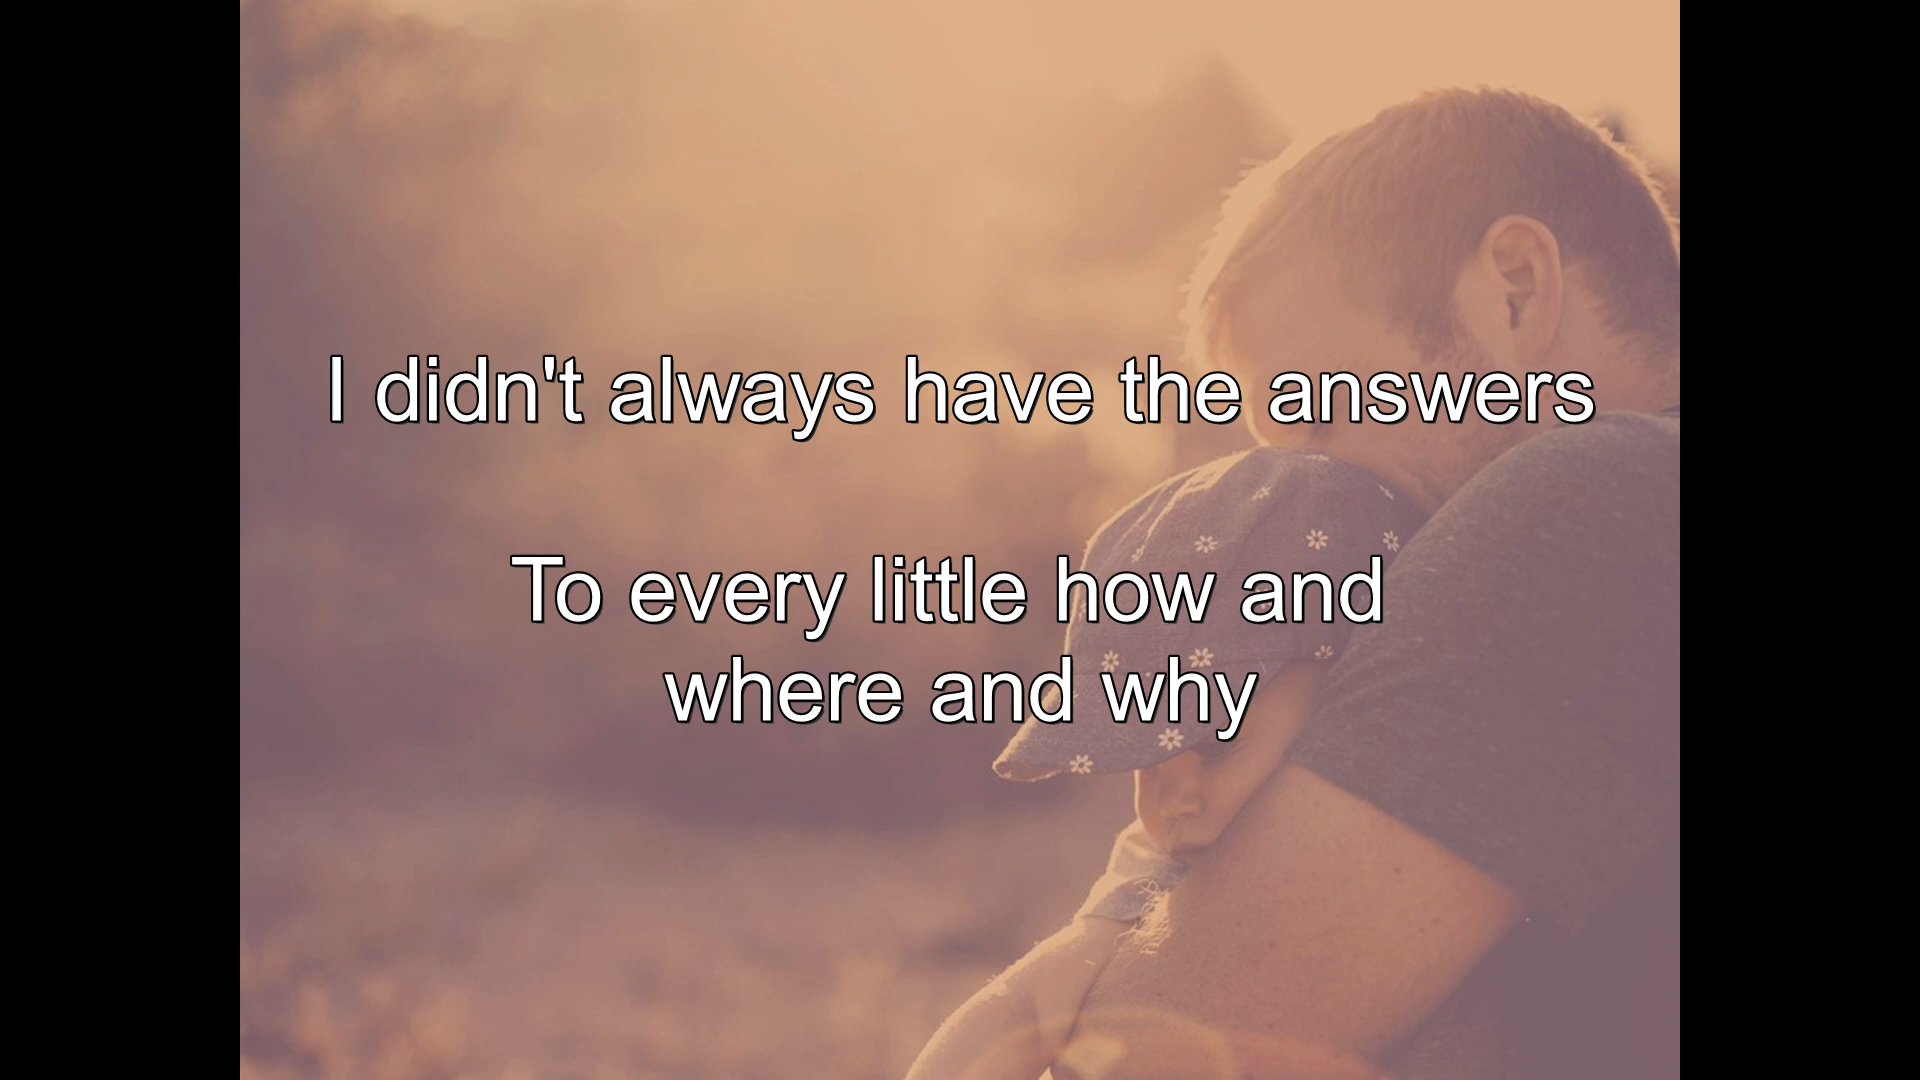 I didn't always have the answers
To every little how and
where and why